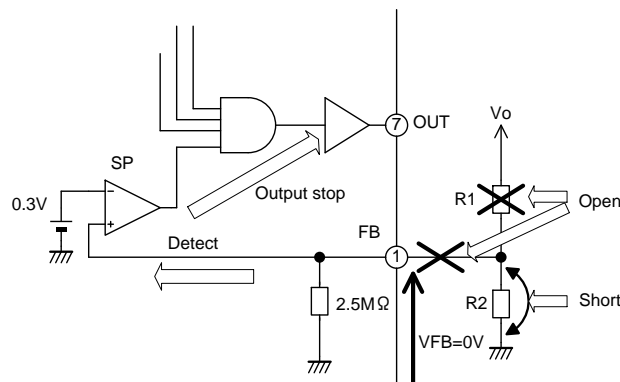 7
OUT
Vo
SP
−
+
0.3V
Output stop
R1
Open
Detect
FB
1
2.5MΩ
R2
Short
VFB=0V